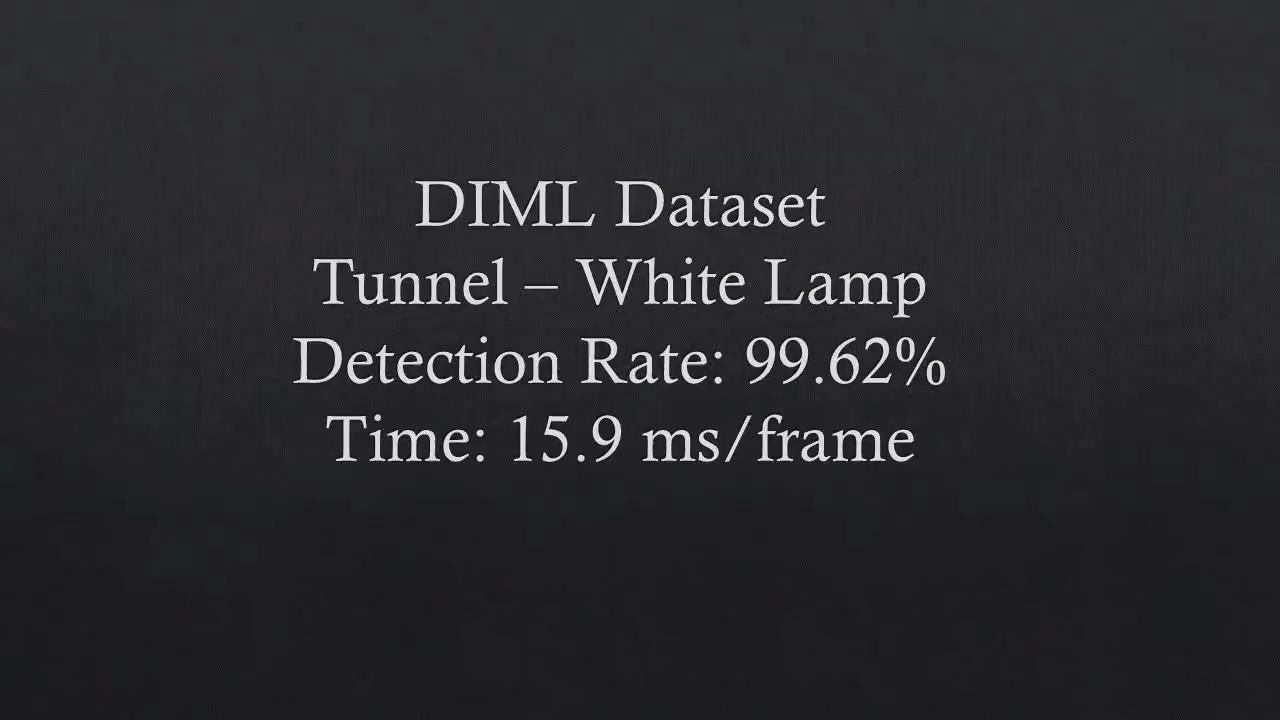 DIML Dataset
Tunnel – White Lamp
Detection Rate: 99.62%
Time: 15.9 ms/frame